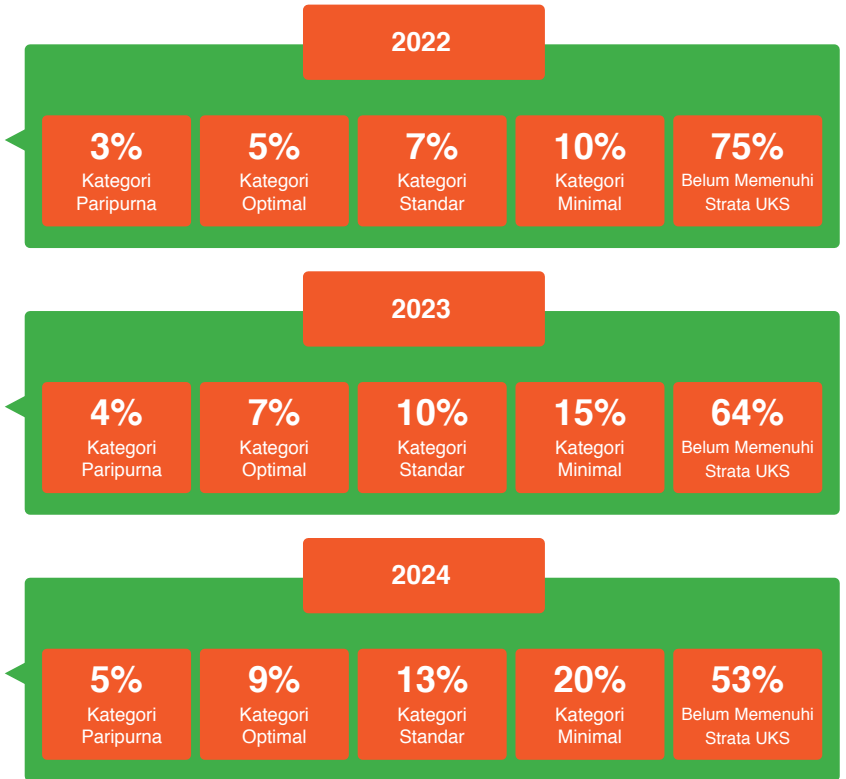 2022
3%
Kategori
Paripurna
5%
Kategori
Optimal
7%
Kategori
Standar
10%
Kategori
Minimal
75%
Belum Memenuhi
Strata UKS
2023
4%
Kategori
Paripurna
7%
Kategori
Optimal
10%
Kategori
Standar
15%
Kategori
Minimal
64%
Belum Memenuhi
Strata UKS
2024
5%
Kategori
Paripurna
9%
Kategori
Optimal
13%
Kategori
Standar
20%
Kategori
Minimal
53%
Belum Memenuhi
Strata UKS